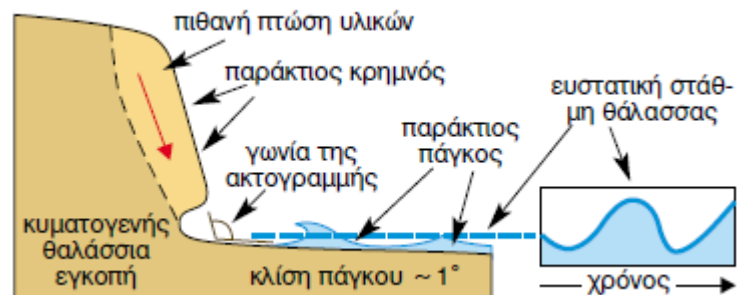 πιθανή πτώση υλικών
παράκτιος κρημνός
ευστατική στάθ-
μη θάλασσας
παράκτιος
πάγκος
γωνία της
ακτογραμμής
κυματογενής
θαλάσσια
εγκοπή
κλίση πάγκου ~ 1°
χρόνος